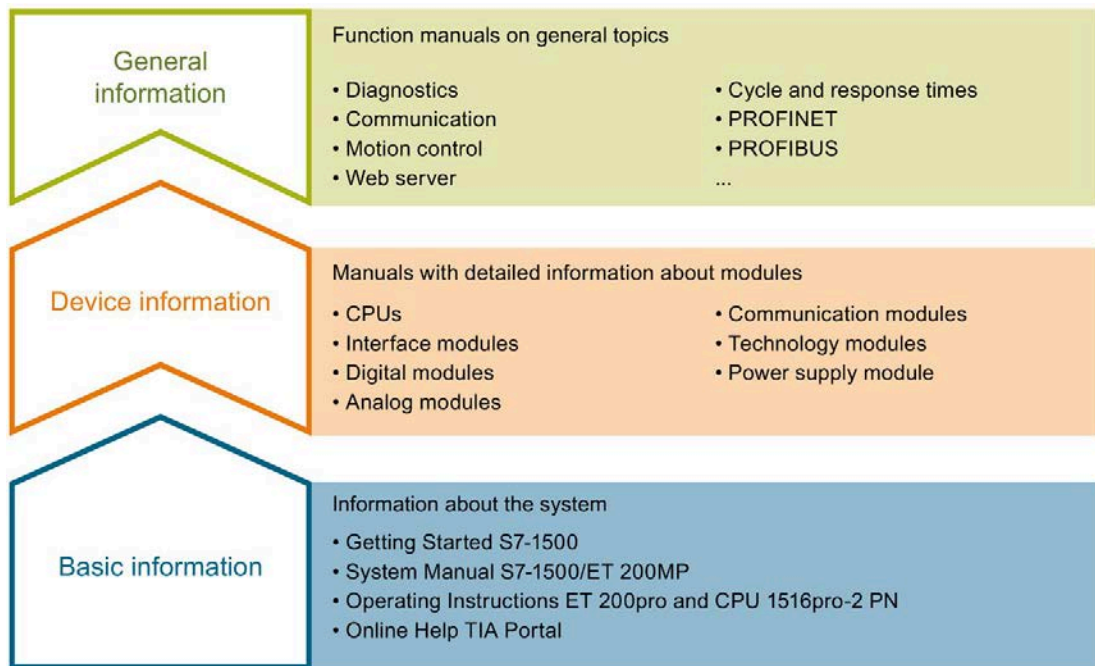 General
information
Function manuals on general topics
• Diagnostics
• Communication
• Motion control
• Web server
• Cycle and response times
• PROFINET
• PROFIBUS
...
Device information
Manuals with detailed information about modules
• CPUs
• Interface modules
• Digital modules
• Analog modules
• Communication modules
• Technology modules
• Power supply module
Basic information
Information about the system
• Getting Started S7-1500
• System Manual S7-1500/ET 200MP
• Operating Instructions ET 200pro and CPU 1516pro-2 PN
• Online Help TIA Portal